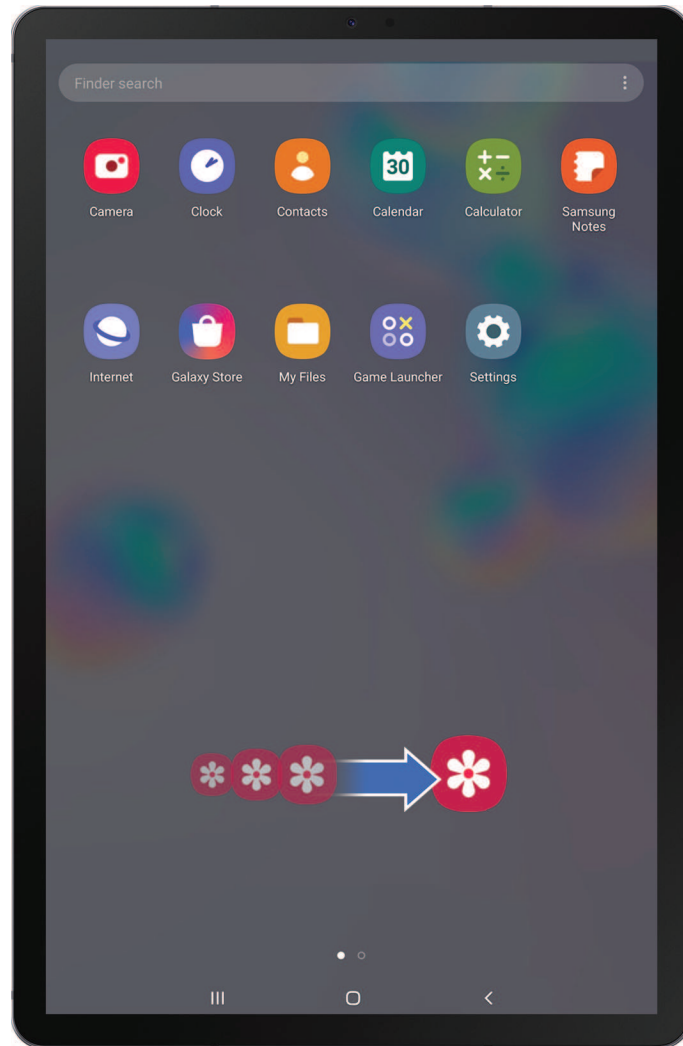 Finder search
Camera
Clock
Contacts
30
Calendar
Calculator
Samsung
Notes
Internet
Galaxy Store
My Files
Game Launcher
Settings